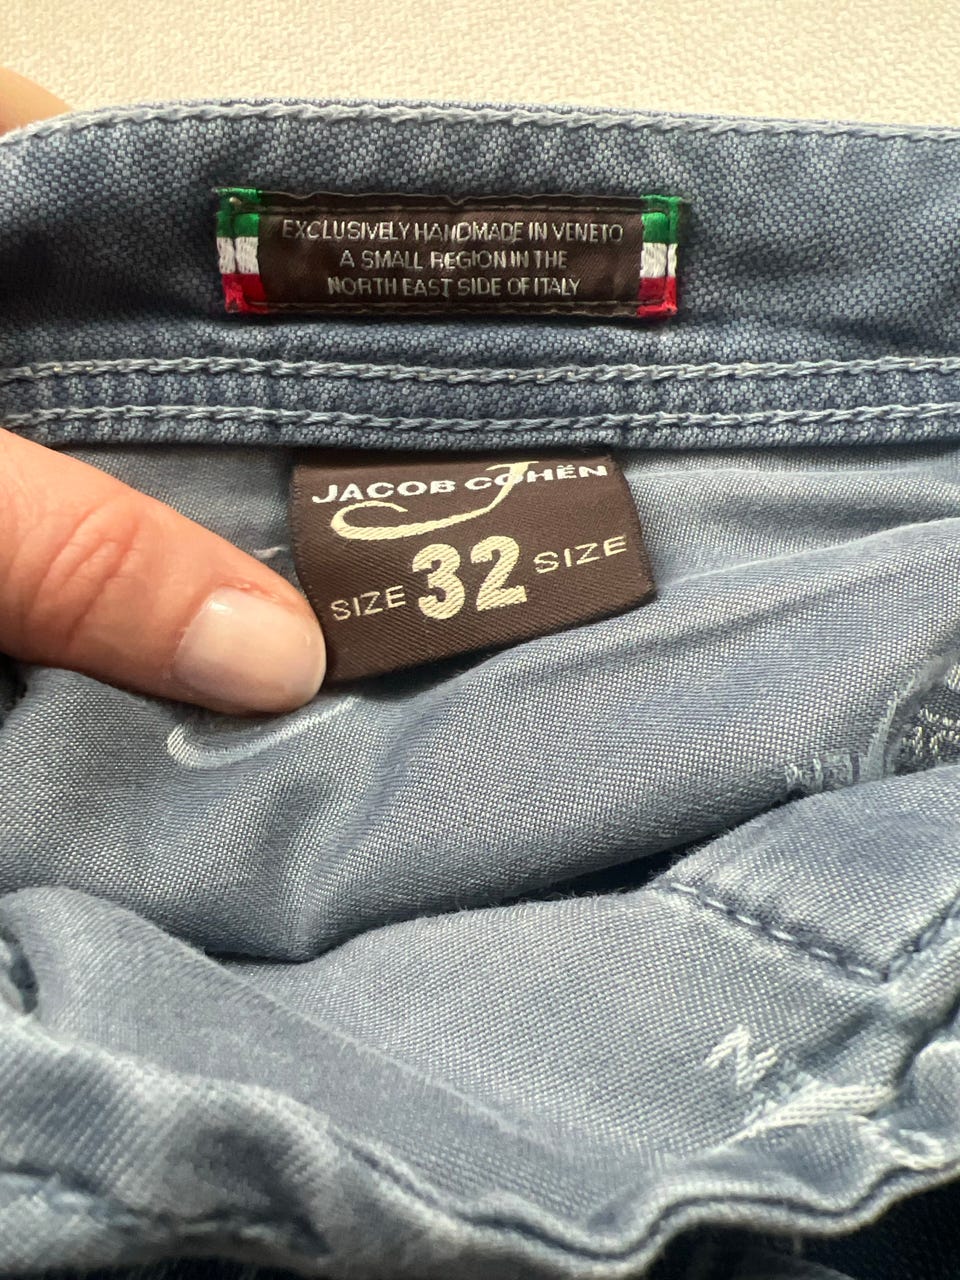 EXCLUSIVELY HANDMADE IN VENETO
A SMALL REGION IN THE
NORTH EAST SIDE OF ITALY
JACOB COHËN
J
SIZE 32 SIZE